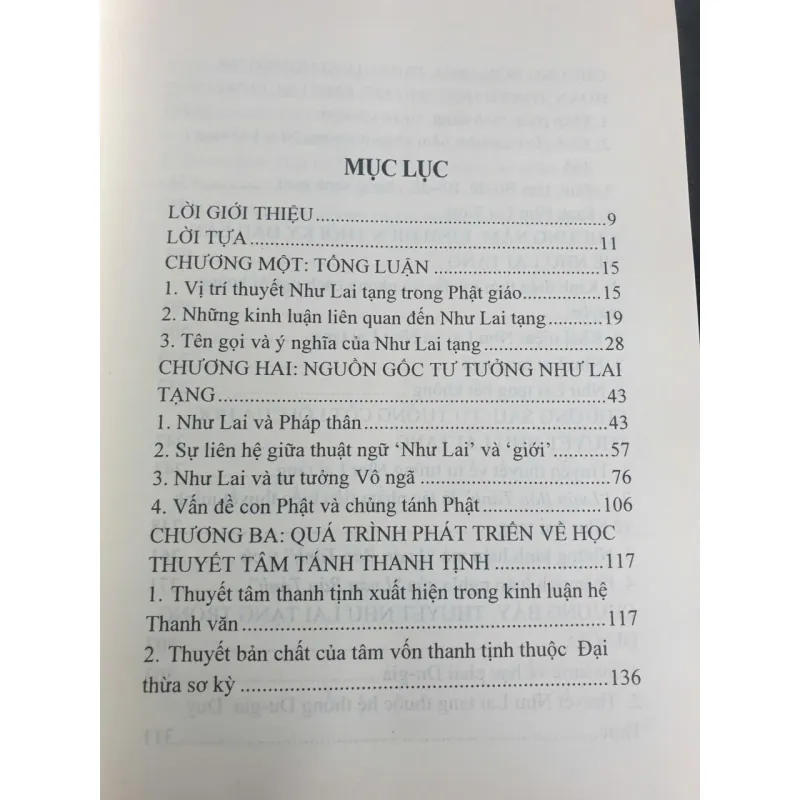 MỤC LỤC
LỜI GIỚI THIỆU........................................9
LỜI TỰA..................................................11
CHƯƠNG MỘT: TỔNG LUẬN.........................15
1. Vị trí thuyết Như Lai tạng trong Phật giáo............15
2. Những kinh luận liên quan đến Như Lai tạng.........19
3. Tên gọi và ý nghĩa của Như Lai tạng..................28
CHƯƠNG HAI: NGUỒN GỐC TƯ TƯỞNG NHƯ LAI
TẠNG.....................................................43
1. Như Lai và Pháp thân...................................43
2. Sự liên hệ giữa thuật ngữ ‘Như Lai’ và ‘giới’............57
3. Như Lai và tư tưởng Vô ngã............................76
4. Vấn đề con Phật và chủng tánh Phật..................106
CHƯƠNG BA: QUÁ TRÌNH PHÁT TRIỂN VỀ HỌC
THUYẾT TÂM TÁNH THANH TỊNH....................117
1. Thuyết tâm thanh tịnh xuất hiện trong kinh luận hệ
Thanh văn...............................................117
2. Thuyết bản chất của tâm vốn thanh tịnh thuộc Đại
thừa sơ kỳ...............................................136